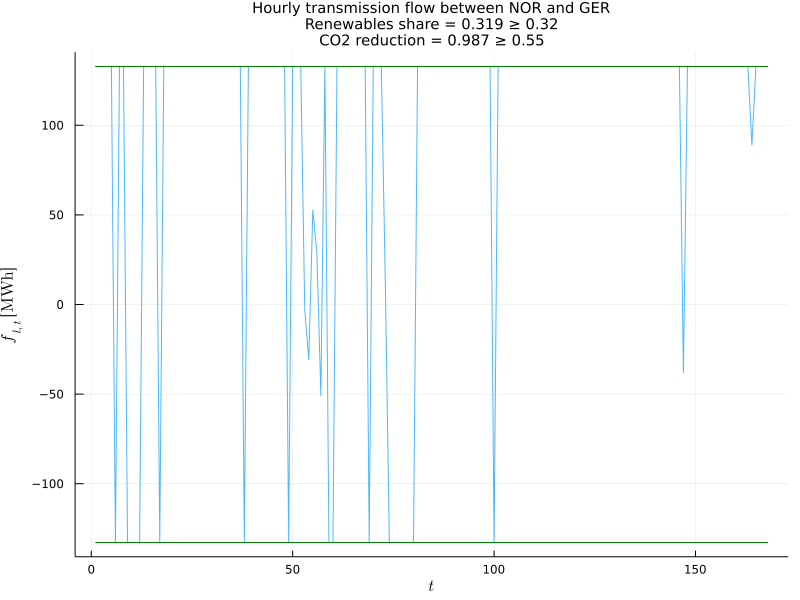 Hourly transmission flow between NOR and GER
Renewables share = 0.319 ≥ 0.32
CO2 reduction = 0.987 ≥ 0.55
100
50
0
−50
−100
f l,t [MWh]
0
50
100
150
t